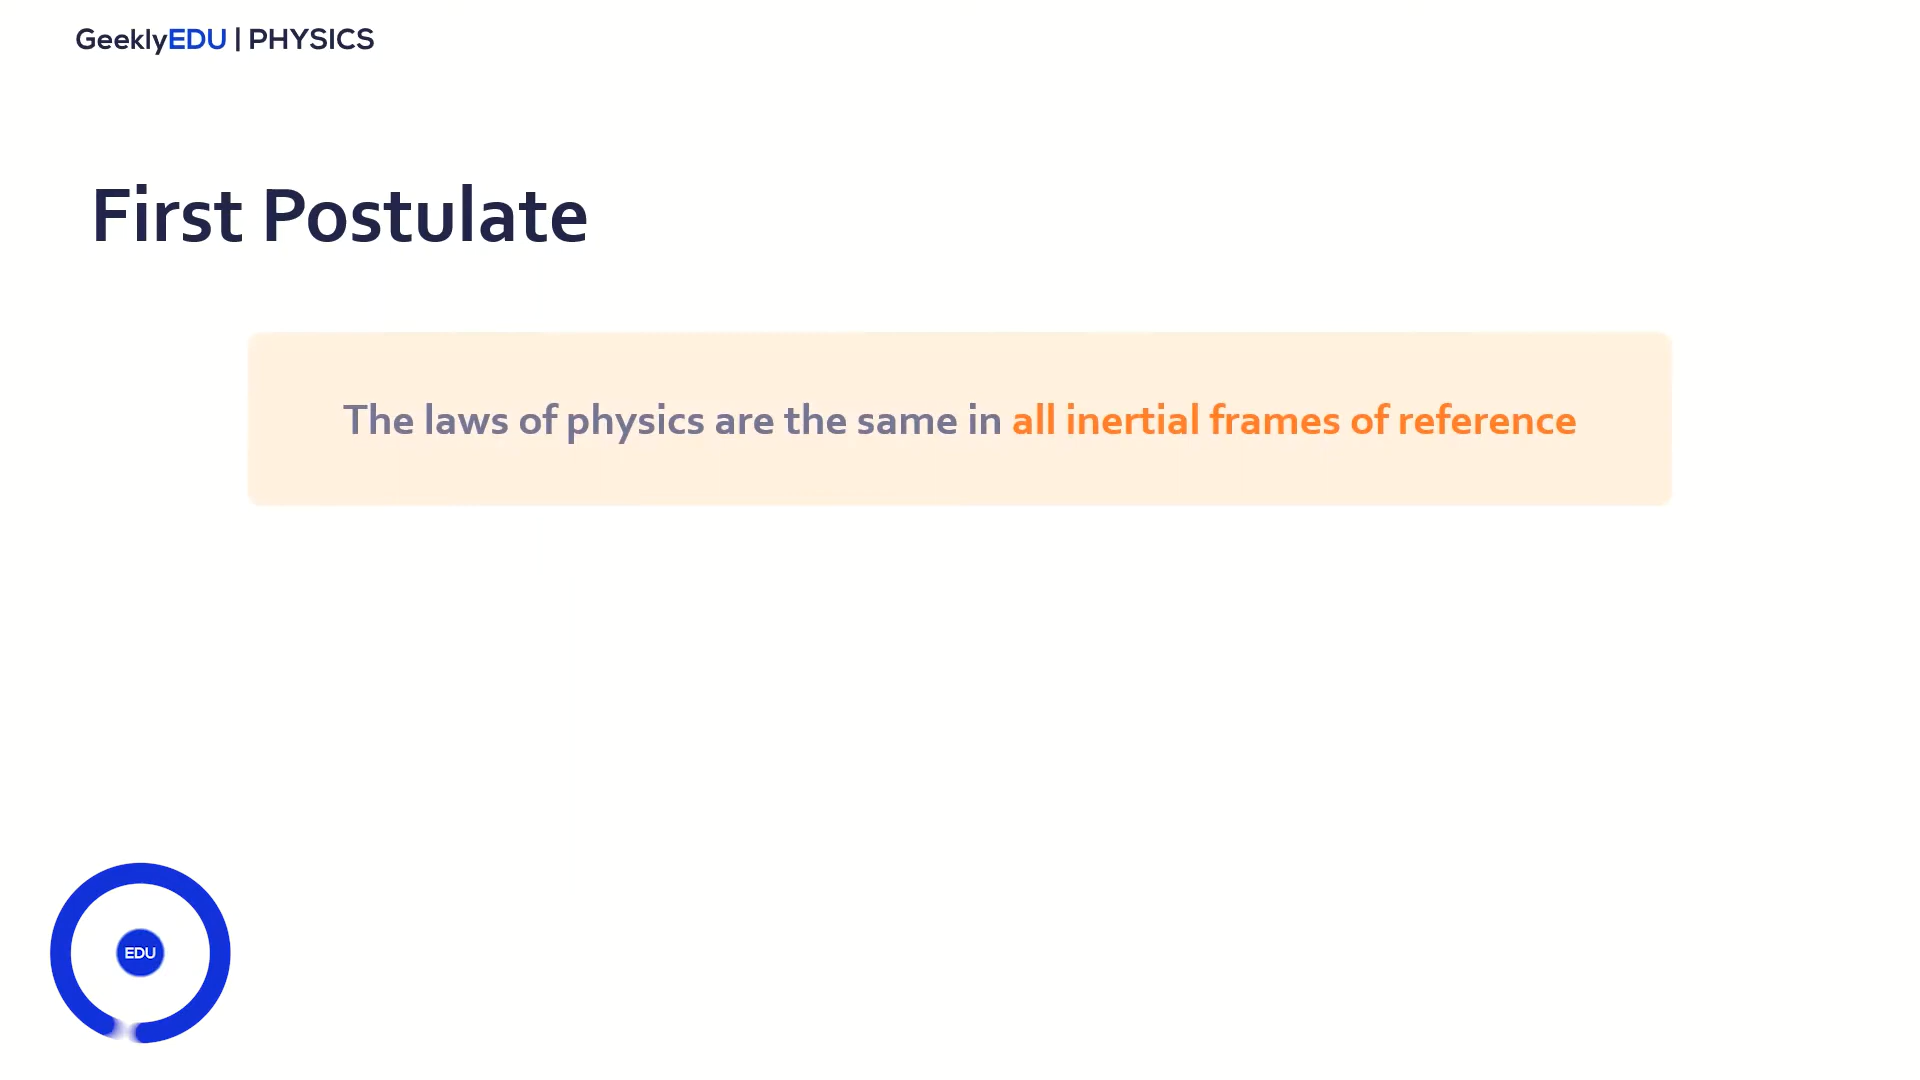 GeeklyEDU | PHYSICS
First Postulate
The laws of physics are the same in all inertial frames of reference
EDU